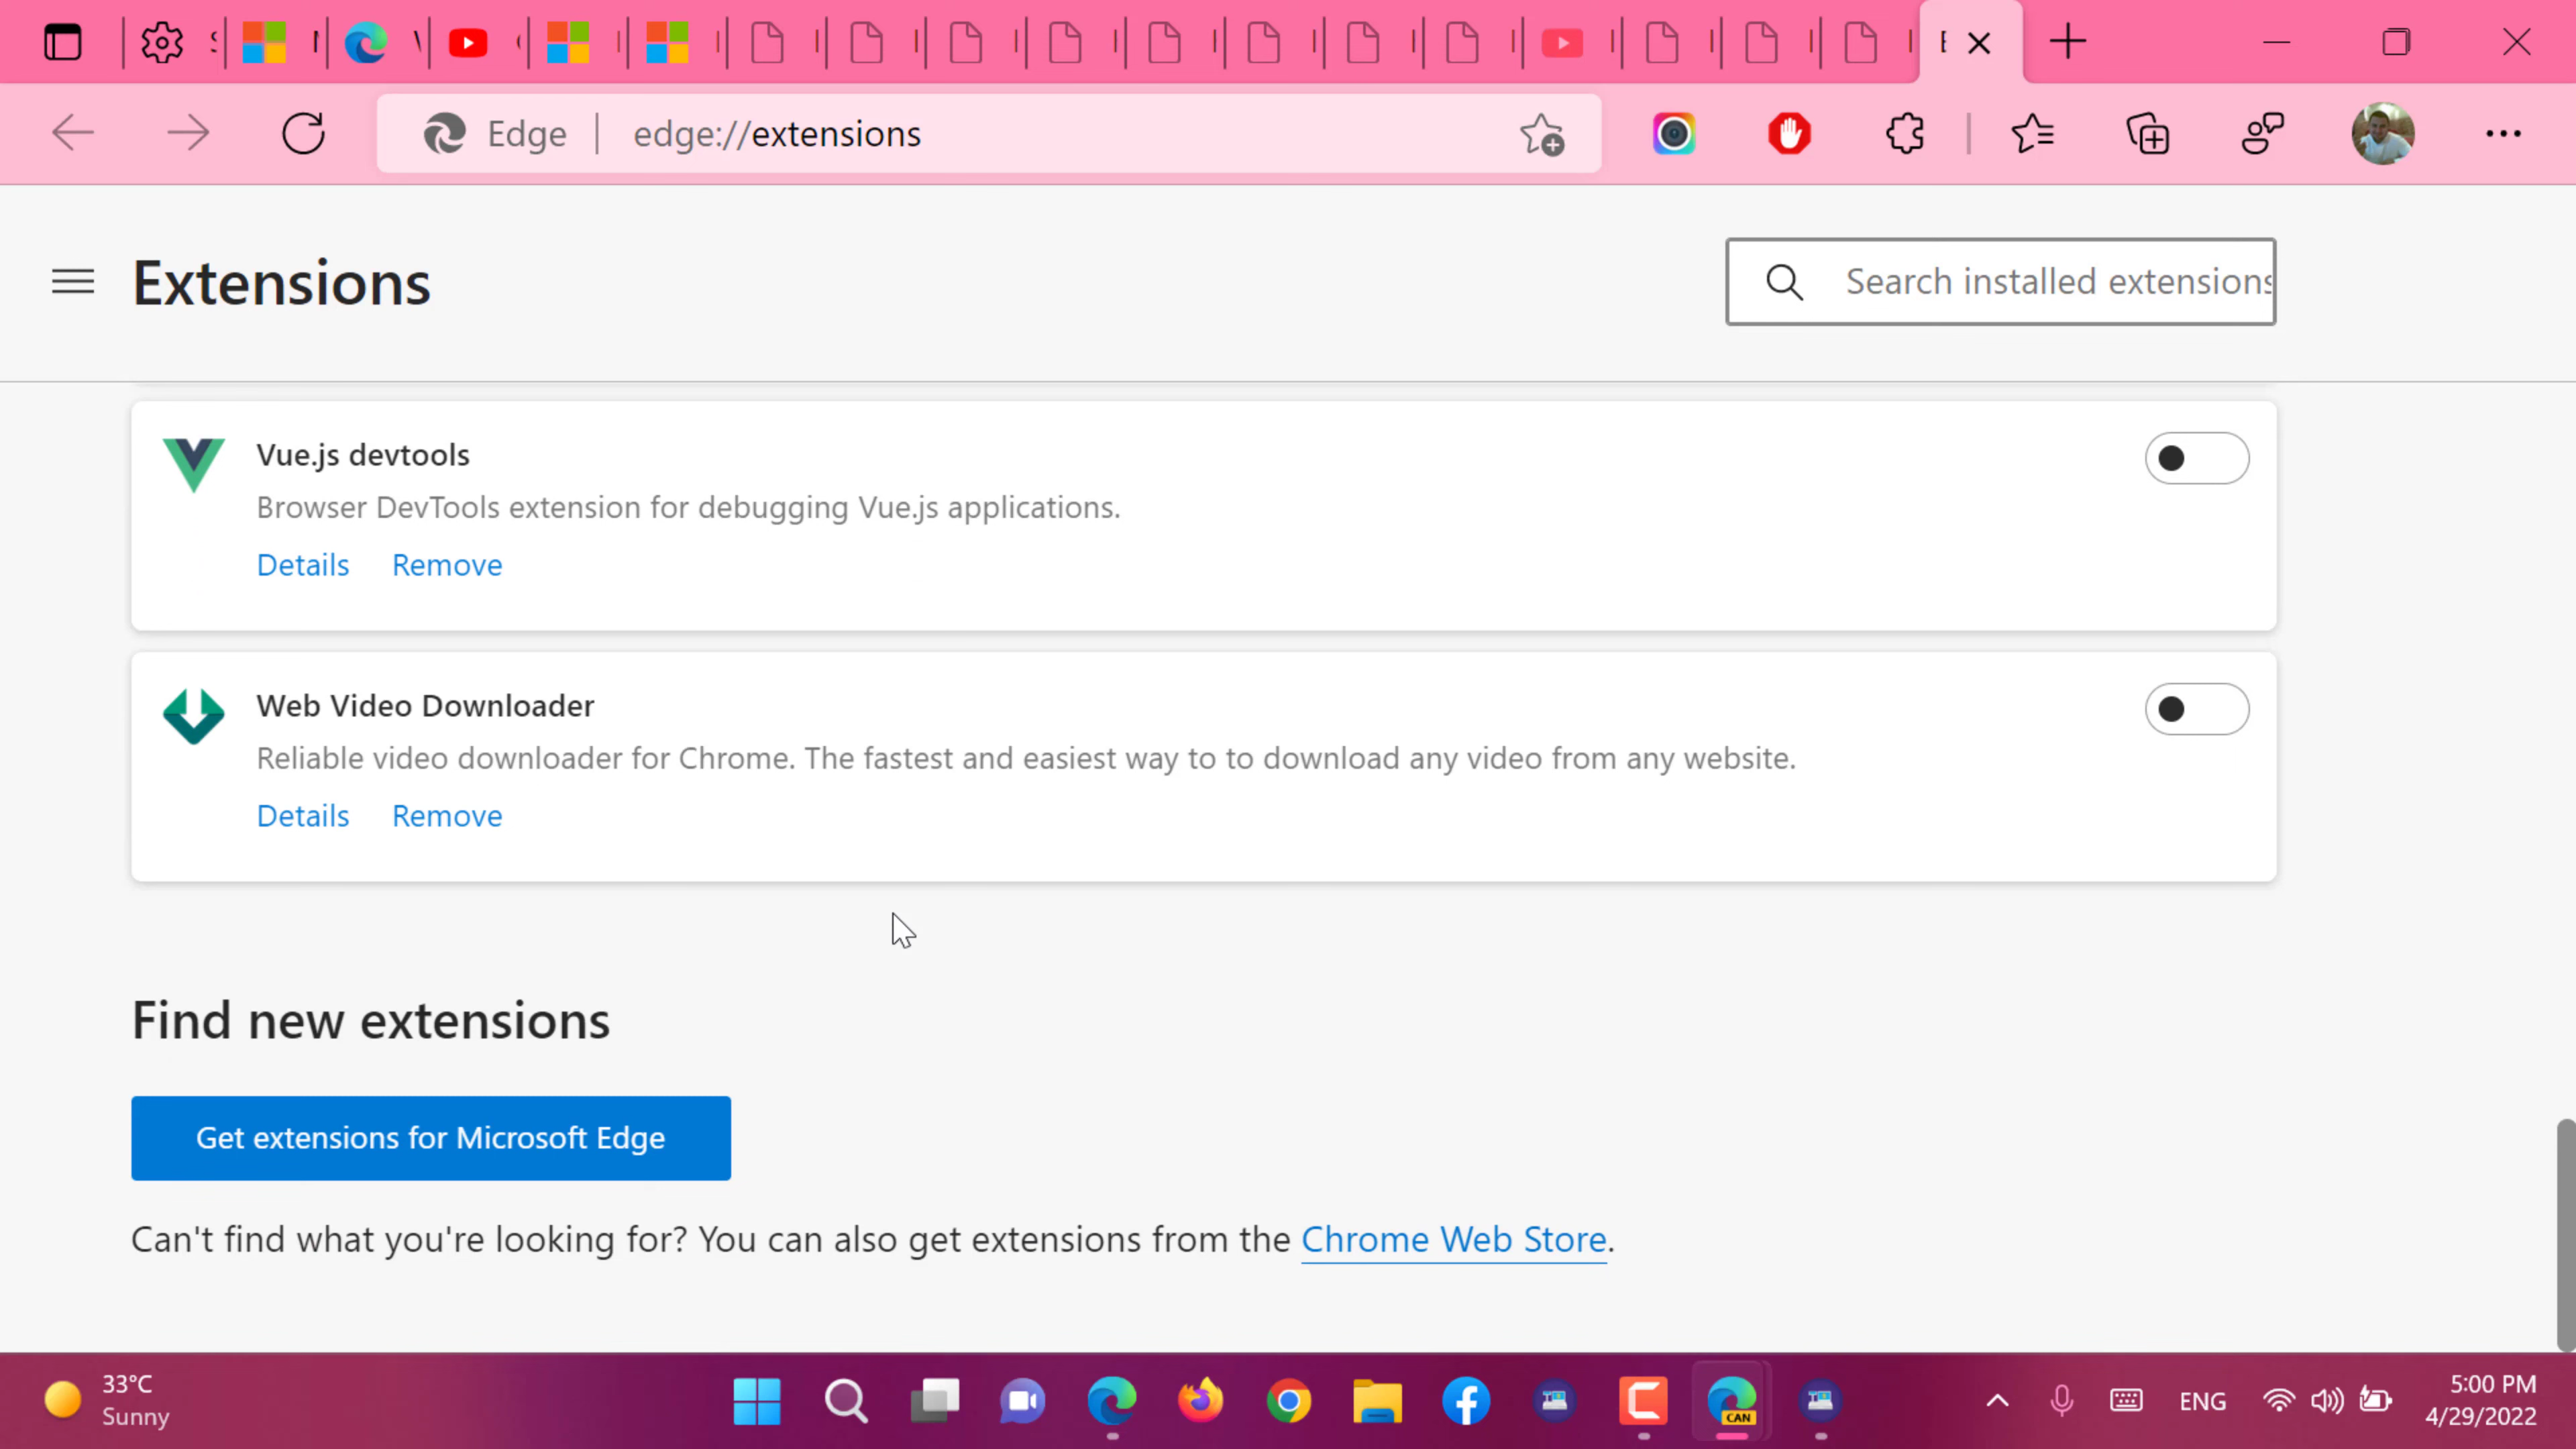 Edge
edge://extensions
Extensions
Search installed extensions
Vue.js devtools
Browser DevTools extension for debugging Vue.js applications.
Details Remove
Web Video Downloader
Reliable video downloader for Chrome. The fastest and easiest way to to download any video from any website.
Details Remove
Find new extensions
Get extensions for Microsoft Edge
Can't find what you're looking for? You can also get extensions from the Chrome Web Store.
33°C
Sunny
CAN
ENG
5:00 PM
4/29/2022